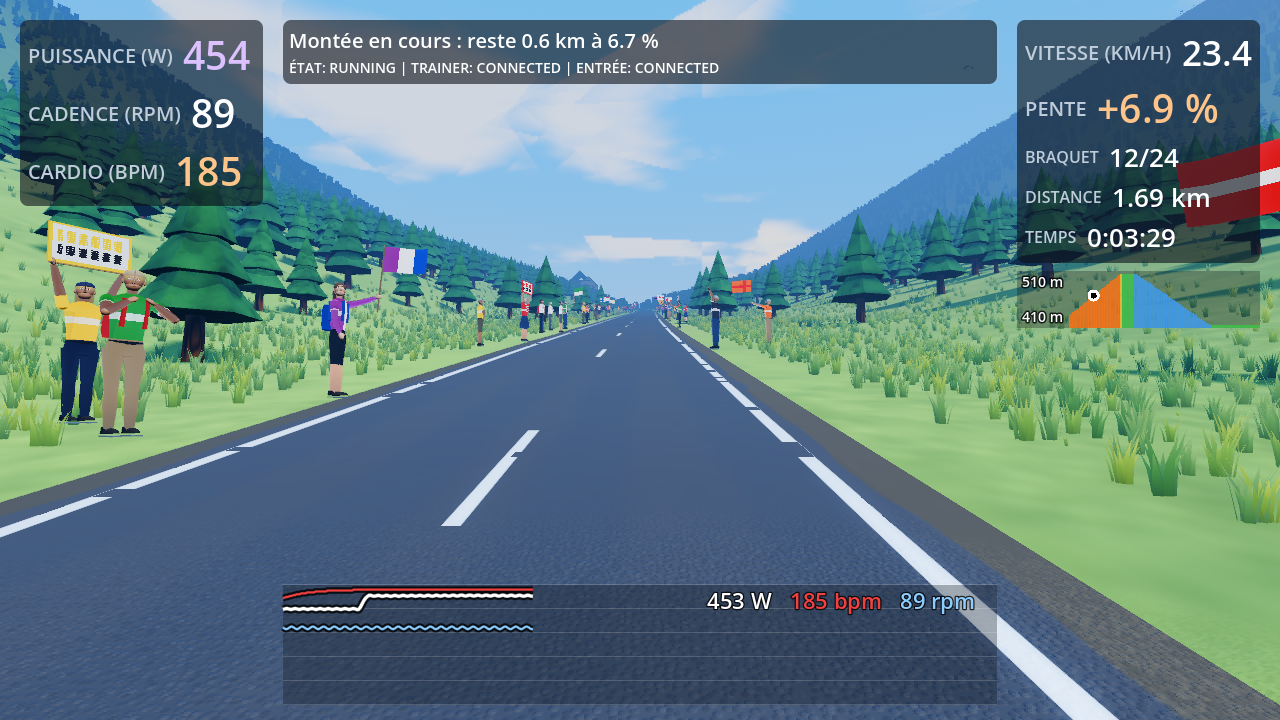 PUISSANCE (W) 454
CADENCE (RPM) 89
CARDIO (BPM) 185
Montée en cours : reste 0.6 km à 6.7 %
ÉTAT: RUNNING | TRAINER: CONNECTED | ENTRÉE: CONNECTED
VITESSE (KM/H) 23.4
PENTE +6.9 %
BRAQUET 12/24
DISTANCE 1.69 km
TEMPS 0:03:29
510 m
410 m
453 W 185 bpm 89 rpm